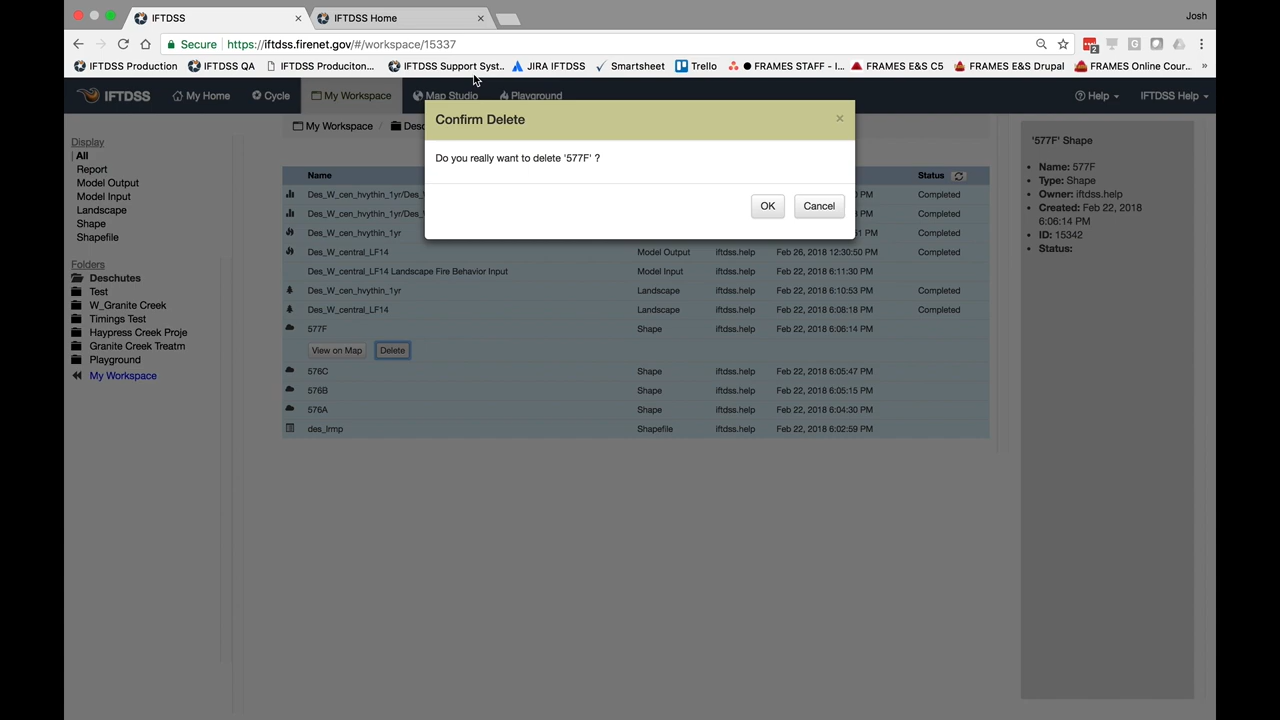 IFTDSS
IFTDSS Home
Josh
Secure https://iftdss.firenet.gov/#/workspace/15337
2
IFTDSS Production
IFTDSS QA
IFTDSS Produciton...
IFTDSS Support Syst...
JIRA IFTDSS
Smartsheet
Trello
FRAMES STAFF - I...
FRAMES E&S C5
FRAMES E&S Drupal
FRAMES Online Cour...
IFTDSS
My Home
Cycle
My Workspace
Map Studio
Playground
Help
IFTDSS Help
My Workspace /
Display
All
Report
Model Output
Model Input
Landscape
Shape
Shapefile
Folders
Deschutes
Test
W_Granite Creek
Timings Test
Haypress Creek Proje
Granite Creek Treatm
Playground
My Workspace
Confirm Delete ×
Do you really want to delete '577F' ?
OK Cancel
Name Status
Completed
Completed
Des_W_cen_hvythin_1yr Completed
Des_W_central_LF14 Model Output iftdss.help Feb 26, 2018 12:30:50 PM Completed
Des_W_central_LF14 Landscape Fire Behavior Input Model Input iftdss.help Feb 22, 2018 6:11:30 PM
Des_W_cen_hvythin_1yr Landscape iftdss.help Feb 22, 2018 6:10:53 PM Completed
Des_W_central_LF14 Landscape iftdss.help Feb 22, 2018 6:08:18 PM Completed
577F Shape iftdss.help Feb 22, 2018 6:06:14 PM
View on Map Delete
576C Shape iftdss.help Feb 22, 2018 6:05:47 PM
576B Shape iftdss.help Feb 22, 2018 6:05:15 PM
576A Shape iftdss.help Feb 22, 2018 6:04:30 PM
des_lrmp Shapefile iftdss.help Feb 22, 2018 6:02:59 PM
'577F' Shape
Name: 577F
Type: Shape
Owner: iftdss.help
Created: Feb 22, 2018
6:06:14 PM
ID: 15342
Status: